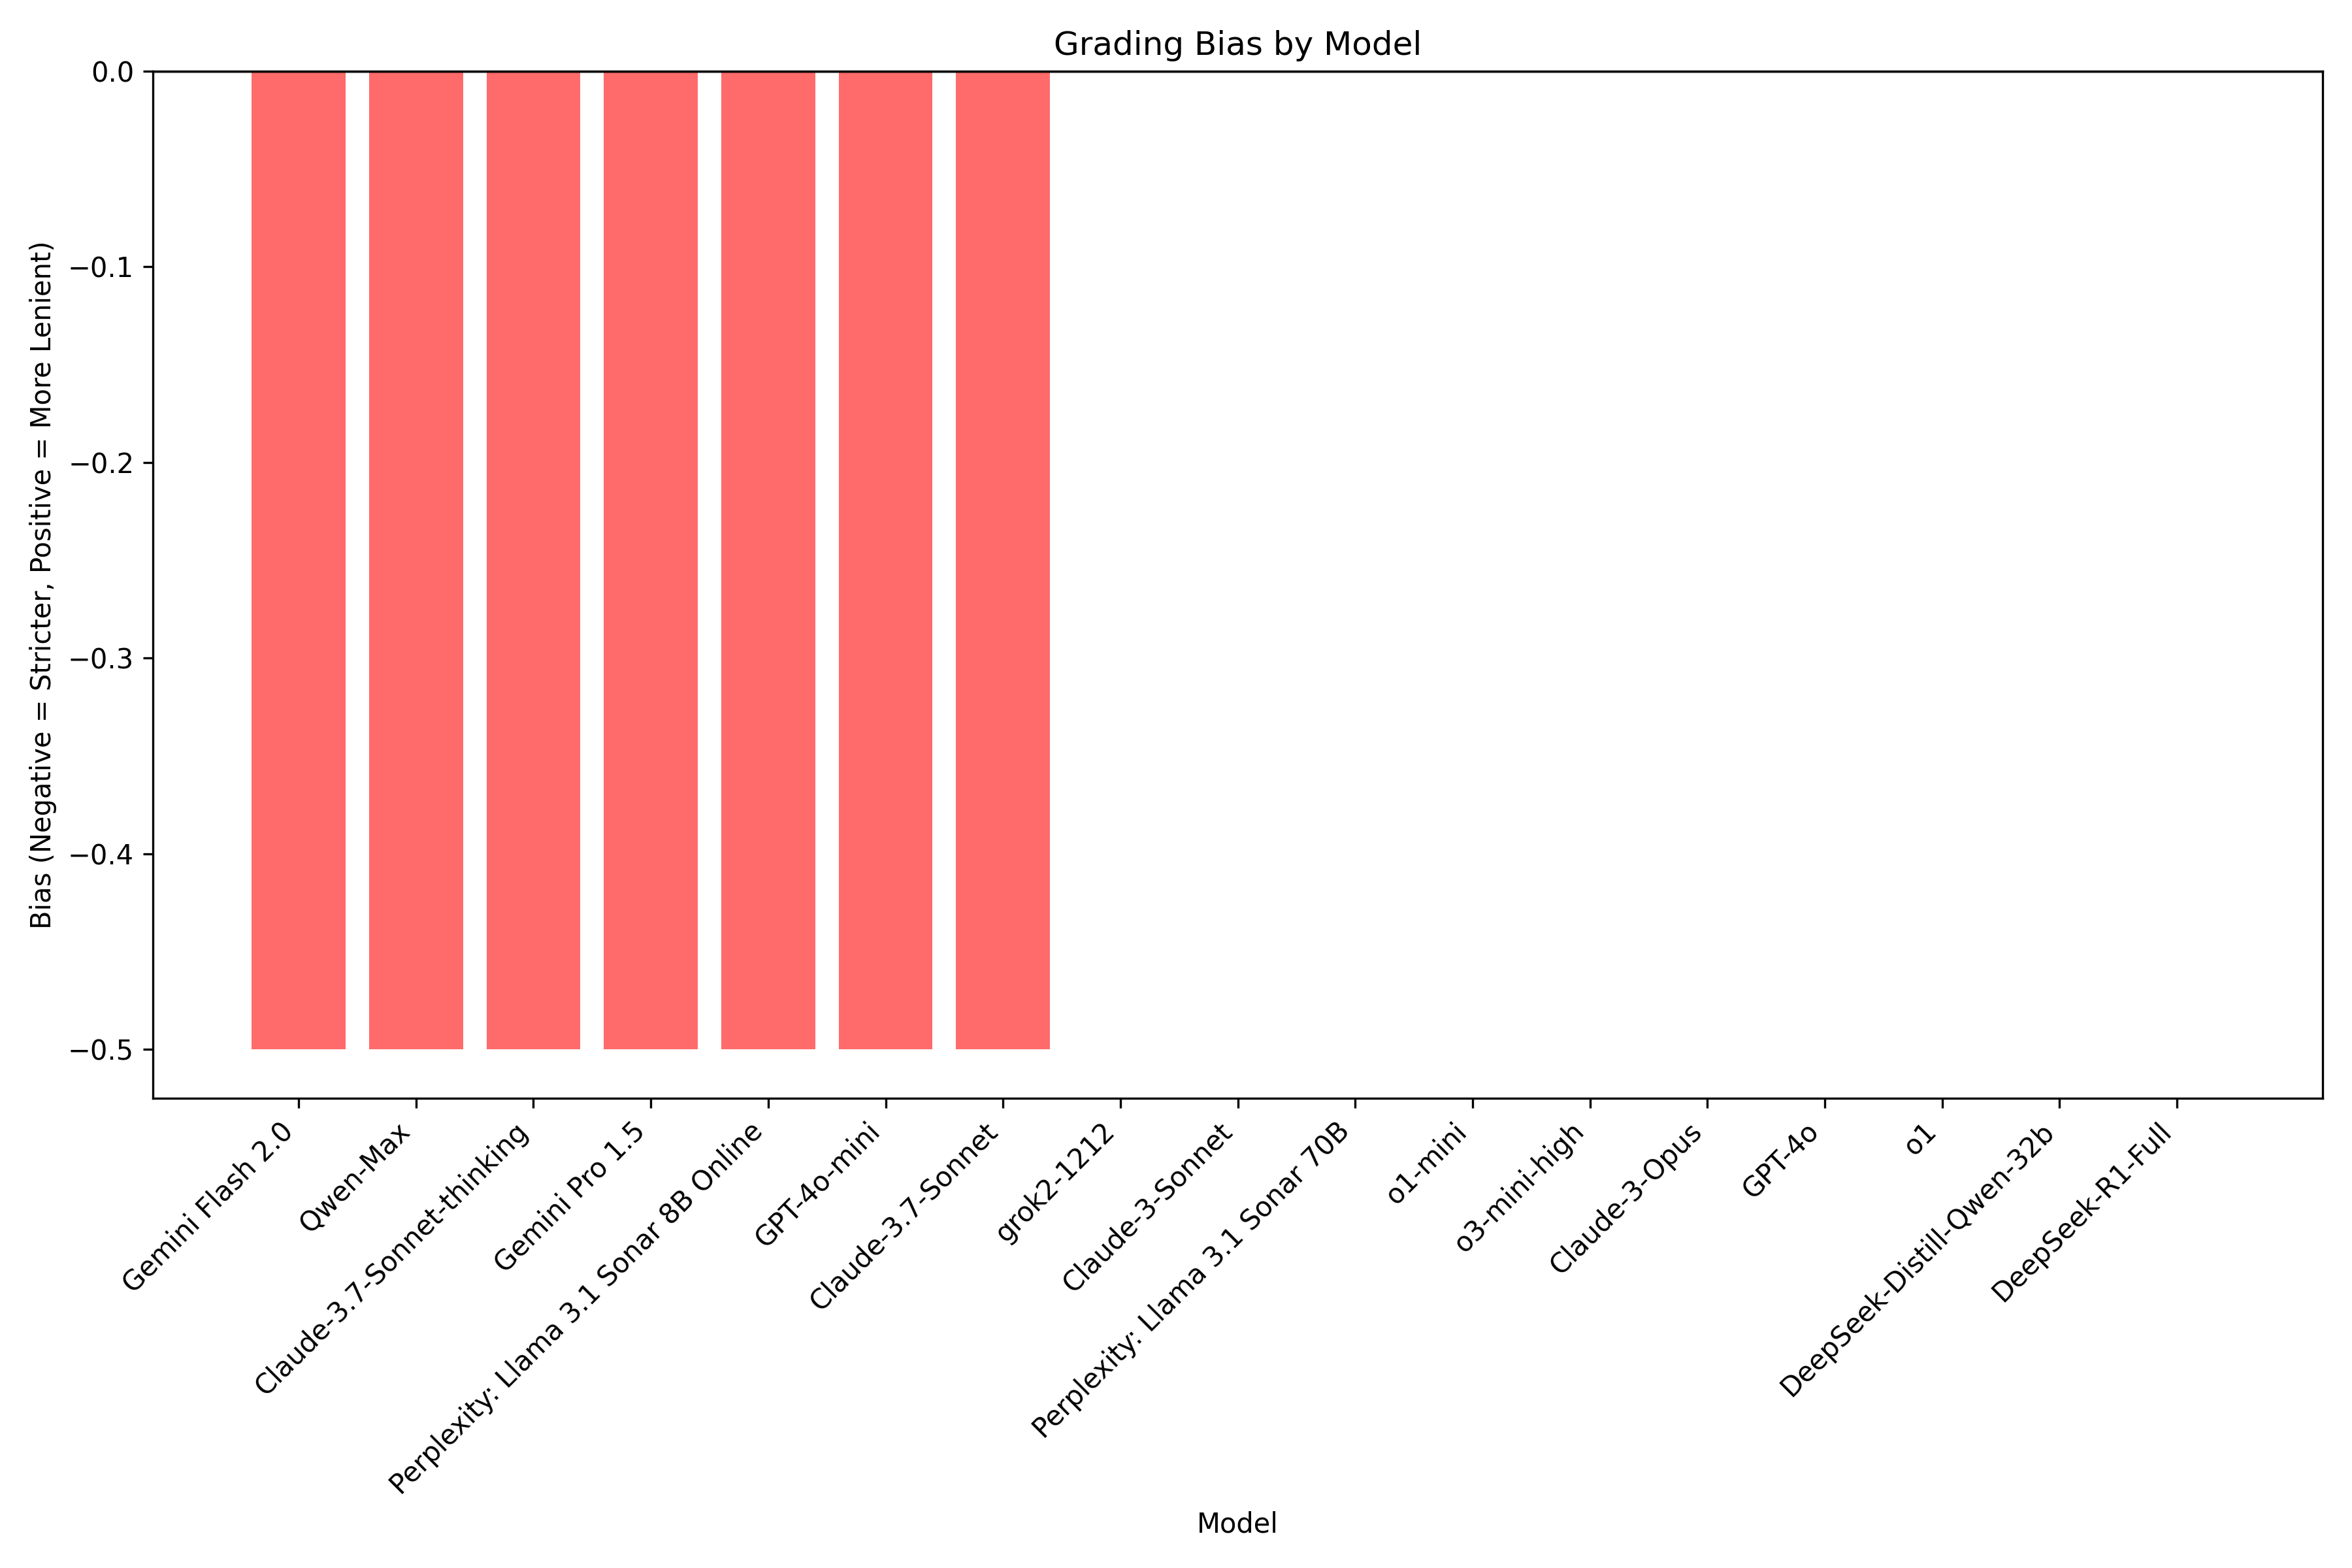 Grading Bias by Model
Bias (Negative = Stricter, Positive = More Lenient)
0.0
−0.1
−0.2
−0.3
−0.4
−0.5
Gemini Flash 2.0
Qwen-Max
Claude-3.7-Sonnet-thinking
Gemini Pro 1.5
Perplexity: Llama 3.1 Sonar 8B Online
GPT-4o-mini
Claude-3.7-Sonnet
grok2-1212
Claude-3-Sonnet
Perplexity: Llama 3.1 Sonar 70B
o1-mini
o3-mini-high
Claude-3-Opus
GPT-4o
o1
DeepSeek-Distill-Qwen-32b
DeepSeek-R1-Full
Model